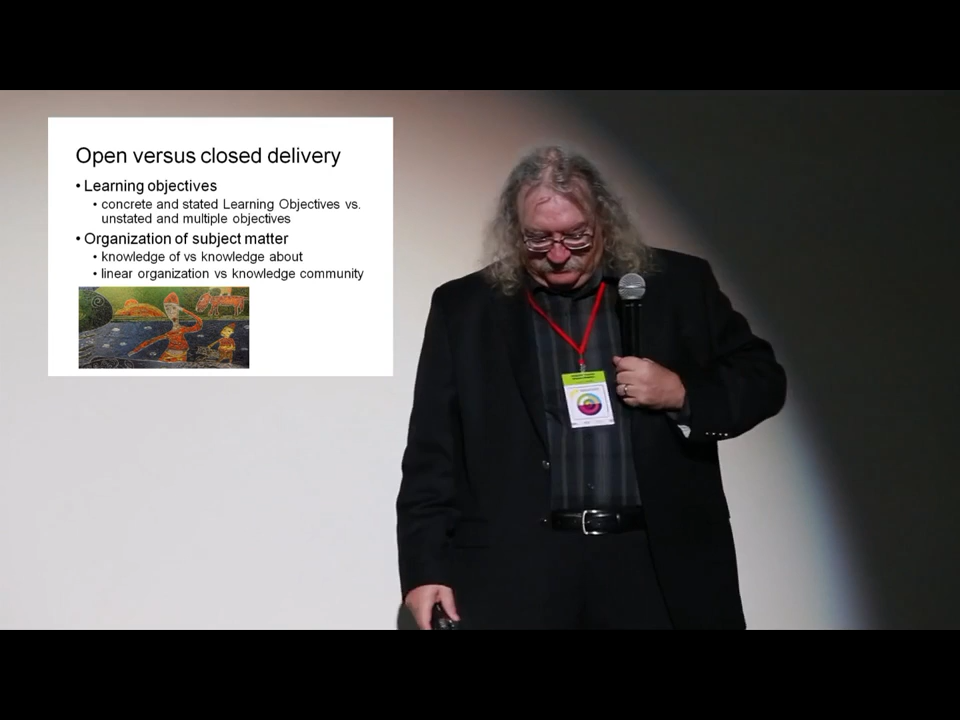 Open versus closed delivery
• Learning objectives
• concrete and stated Learning Objectives vs.
unstated and multiple objectives
• Organization of subject matter
• knowledge of vs knowledge about
• linear organization vs knowledge community